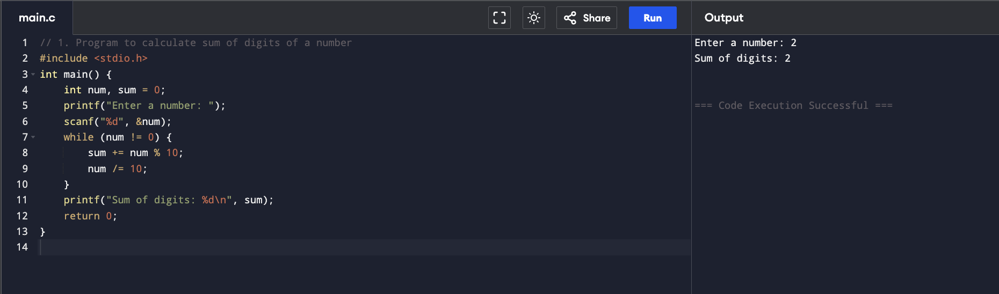 main.c
Share
Run
Output
1 // 1. Program to calculate sum of digits of a number
2 #include <stdio.h>
3 int main() {
4     int num, sum = 0;
5     printf("Enter a number: ");
6     scanf("%d", &num);
7     while (num != 0) {
8         sum += num % 10;
9         num /= 10;
10     }
11     printf("Sum of digits: %d\n", sum);
12     return 0;
13 }
14
Enter a number: 2
Sum of digits: 2
=== Code Execution Successful ===